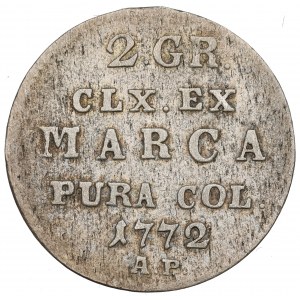 2.GR.
CLX.EX
MARCA
PURA COL.
1772
AP.